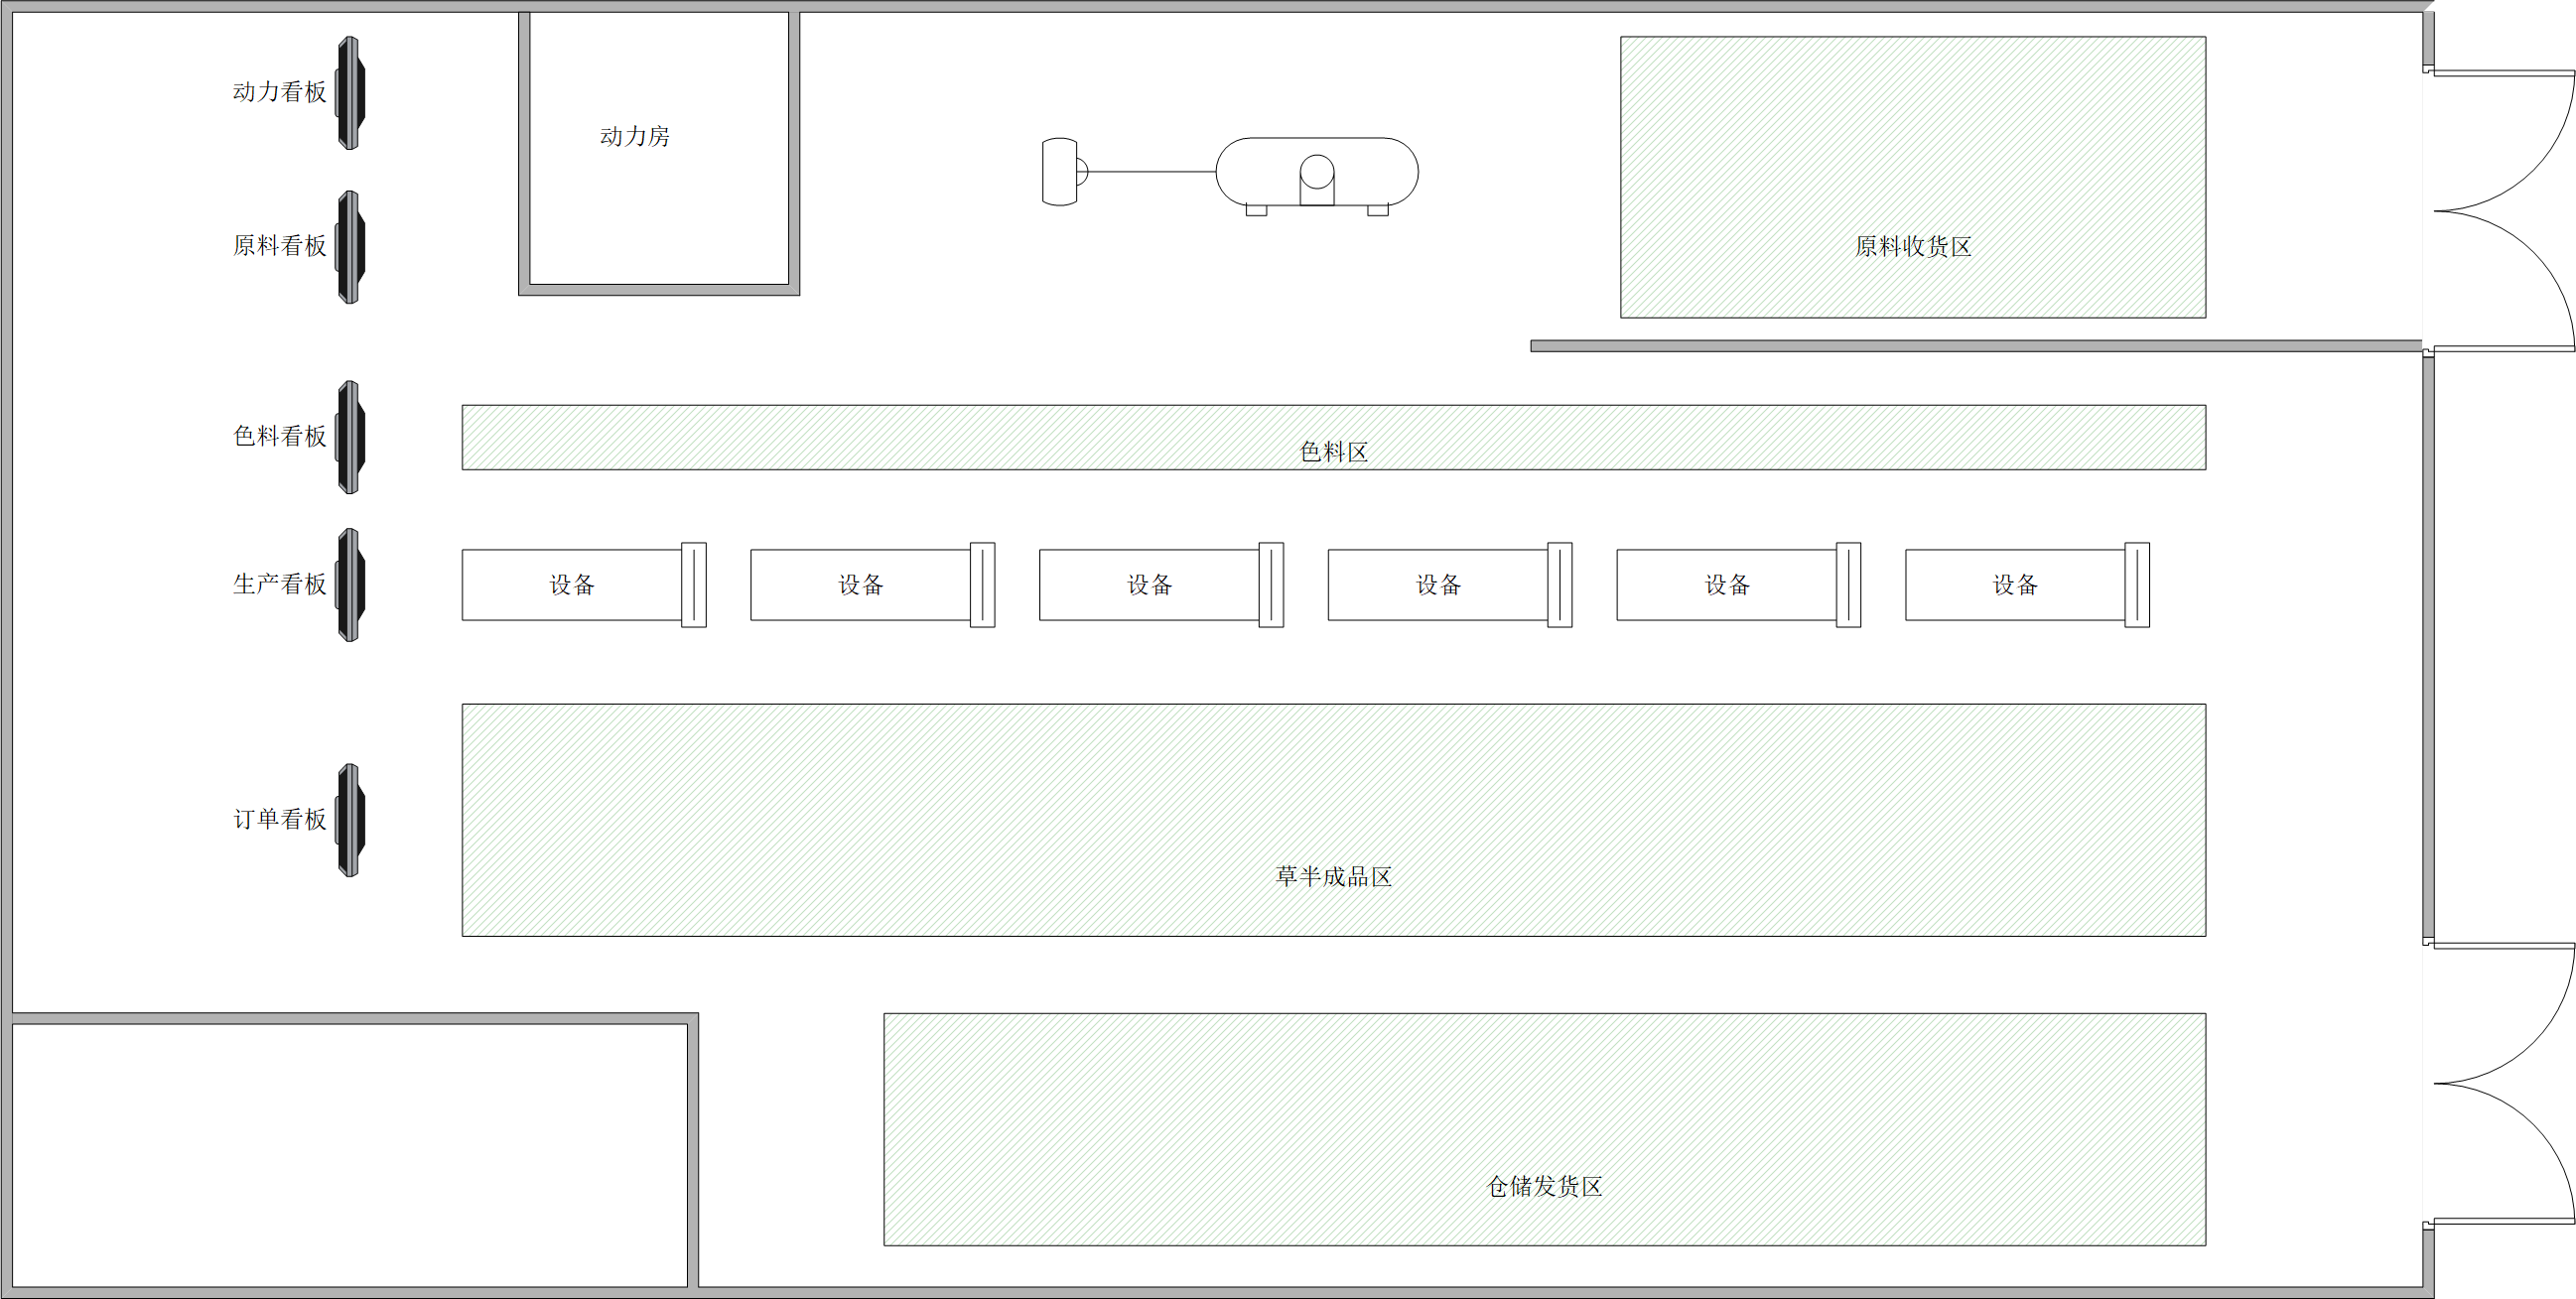 动力看板
动力房
原料看板
原料收货区
色料看板
色料区
生产看板
设备
设备
设备
设备
设备
设备
订单看板
草半成品区
仓储发货区